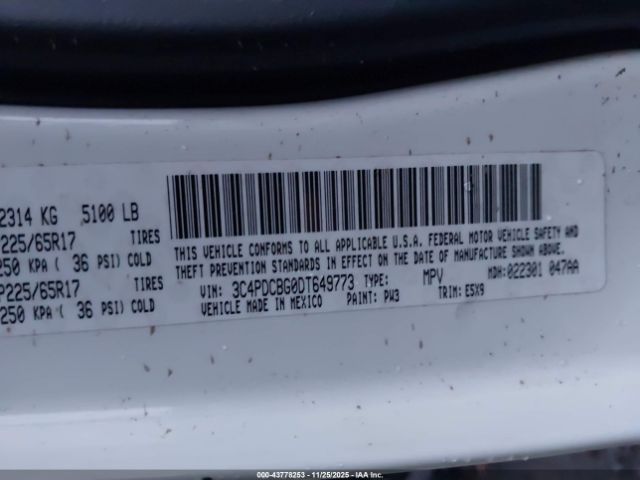 2314 KG 5100 LB
P225/65R17 TIRES
250 KPA ( 36 PSI) COLD
P225/65R17 TIRES
250 KPA ( 36 PSI) COLD
THIS VEHICLE CONFORMS TO ALL APPLICABLE U.S.A. FEDERAL MOTOR VEHICLE SAFETY AND
THEFT PREVENTION STANDARDS IN EFFECT ON THE DATE OF MANUFACTURE SHOWN ABOVE.
VIN: 3C4PDCBG0DT649773 TYPE: MPV MDH:022301 047AA
VEHICLE MADE IN MEXICO PAINT: PW3 TRIM: E5X9
000-43778253 - 11/25/2025 - IAA Inc.